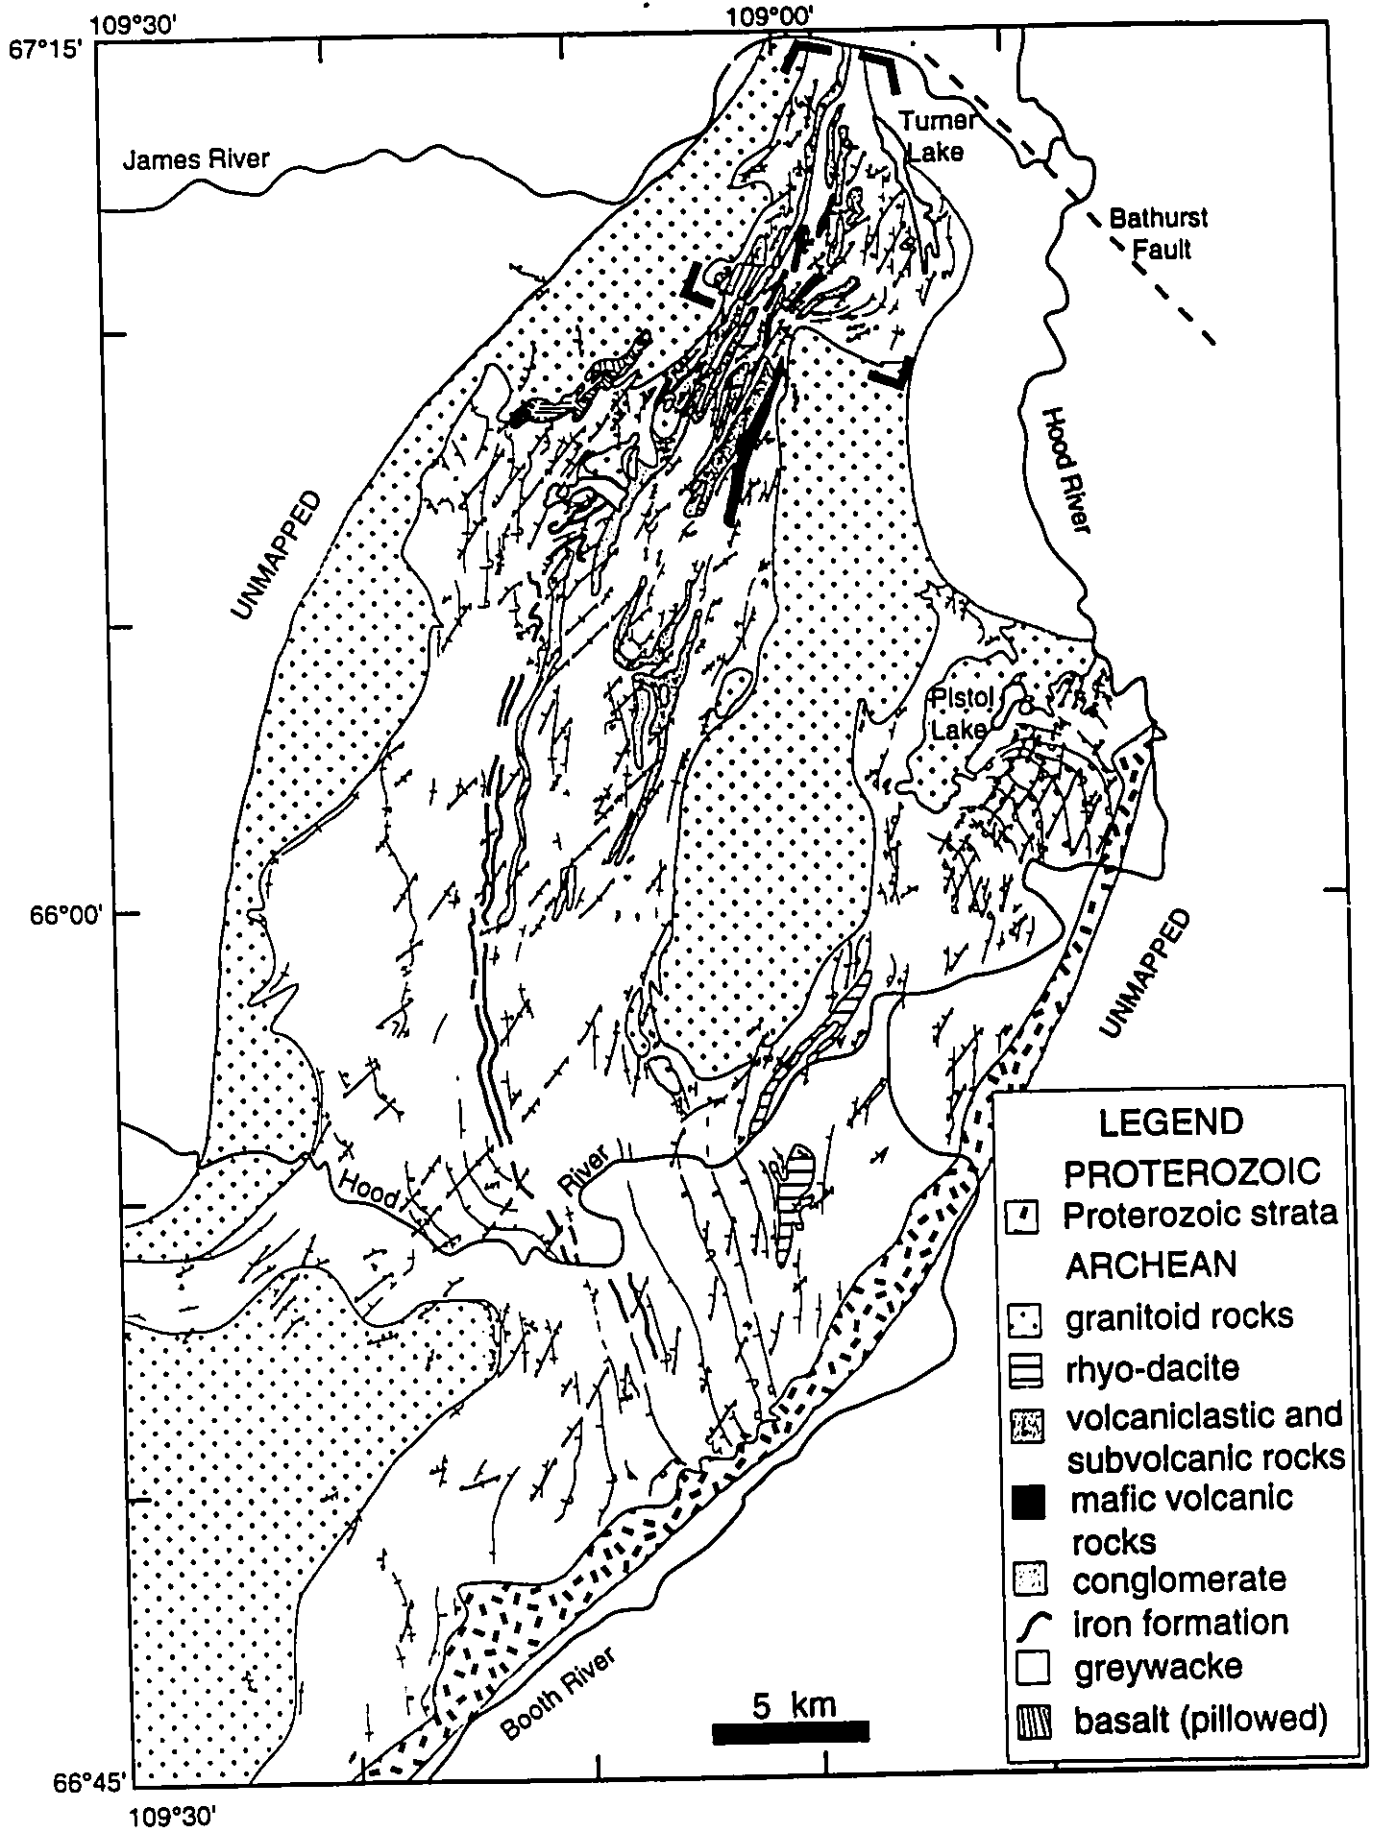 109°30'
109°00'
67°15'
James River
Turner
Lake
Bathurst
Fault
Hood River
UNMAPPED
Pistol
Lake
66°00'
UNMAPPED
Hood
River
LEGEND
PROTEROZOIC
Proterozoic strata
ARCHEAN
granitoid rocks
rhyo-dacite
volcaniclastic and
subvolcanic rocks
mafic volcanic
rocks
conglomerate
iron formation
greywacke
basalt (pillowed)
5 km
Booth River
66°45'
109°30'